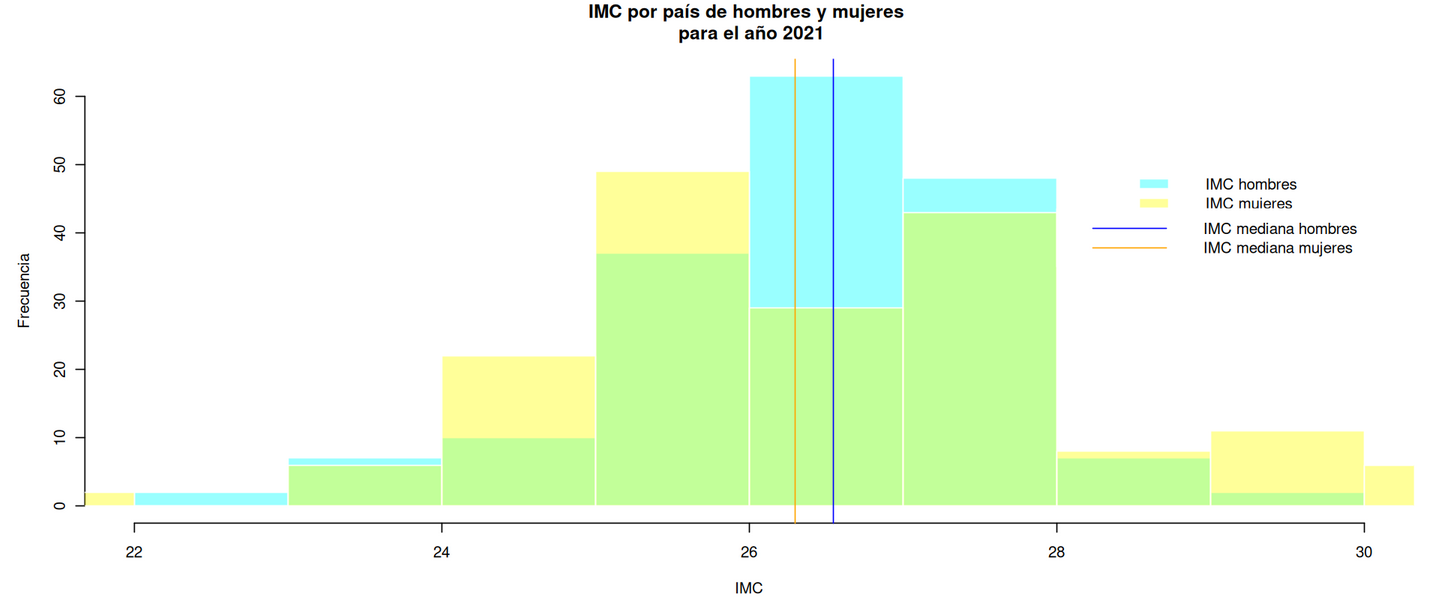 IMC por país de hombres y mujeres
para el año 2021
Frecuencia
60
50
40
30
20
10
0
IMC hombres
IMC mujeres
IMC mediana hombres
IMC mediana mujeres
22
24
26
28
30
IMC